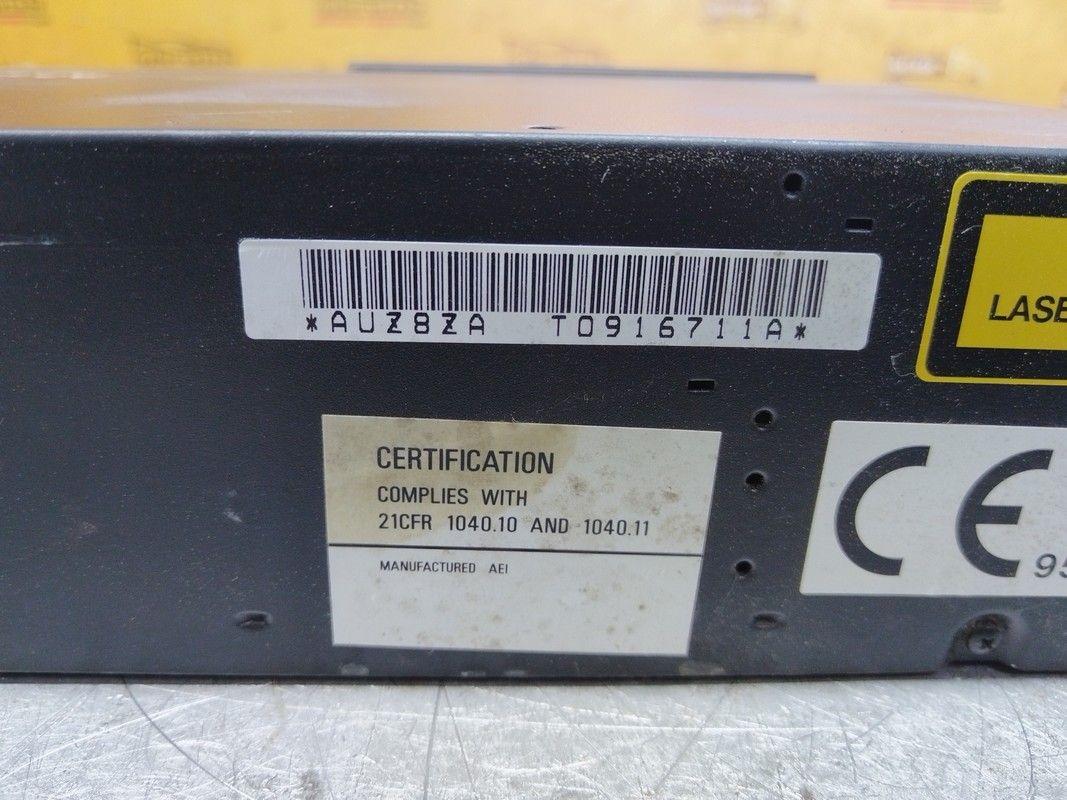 *AUZ8ZA T0916711A*
LASE
CERTIFICATION
COMPLIES WITH
21CFR 1040.10 AND 1040.11
MANUFACTURED AEI
CE
95